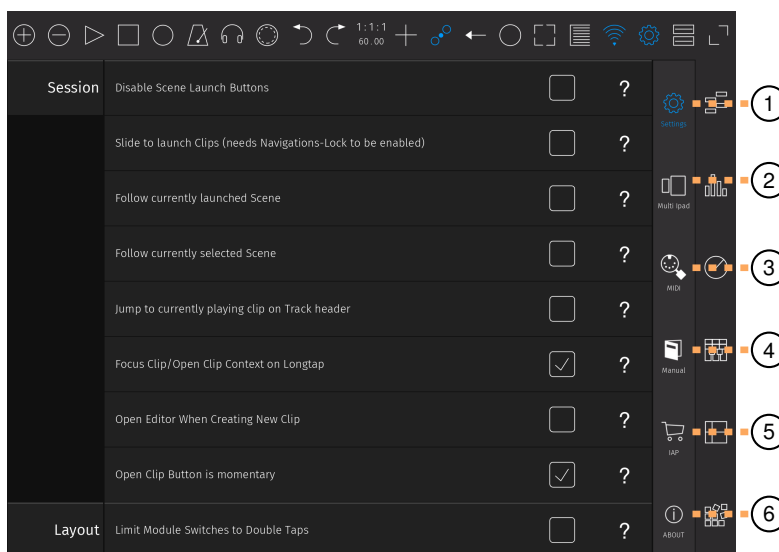 1:1:1
60.00
Session
Disable Scene Launch Buttons
?
Settings
1
Slide to launch Clips (needs Navigations-Lock to be enabled)
?
Multi Ipad
2
Follow currently launched Scene
?
Follow currently selected Scene
?
MIDI
3
Jump to currently playing clip on Track header
?
Focus Clip/Open Clip Context on Longtap
?
Manual
4
Open Editor When Creating New Clip
?
IAP
5
Open Clip Button is momentary
?
Layout
Limit Module Switches to Double Taps
?
ABOUT
6